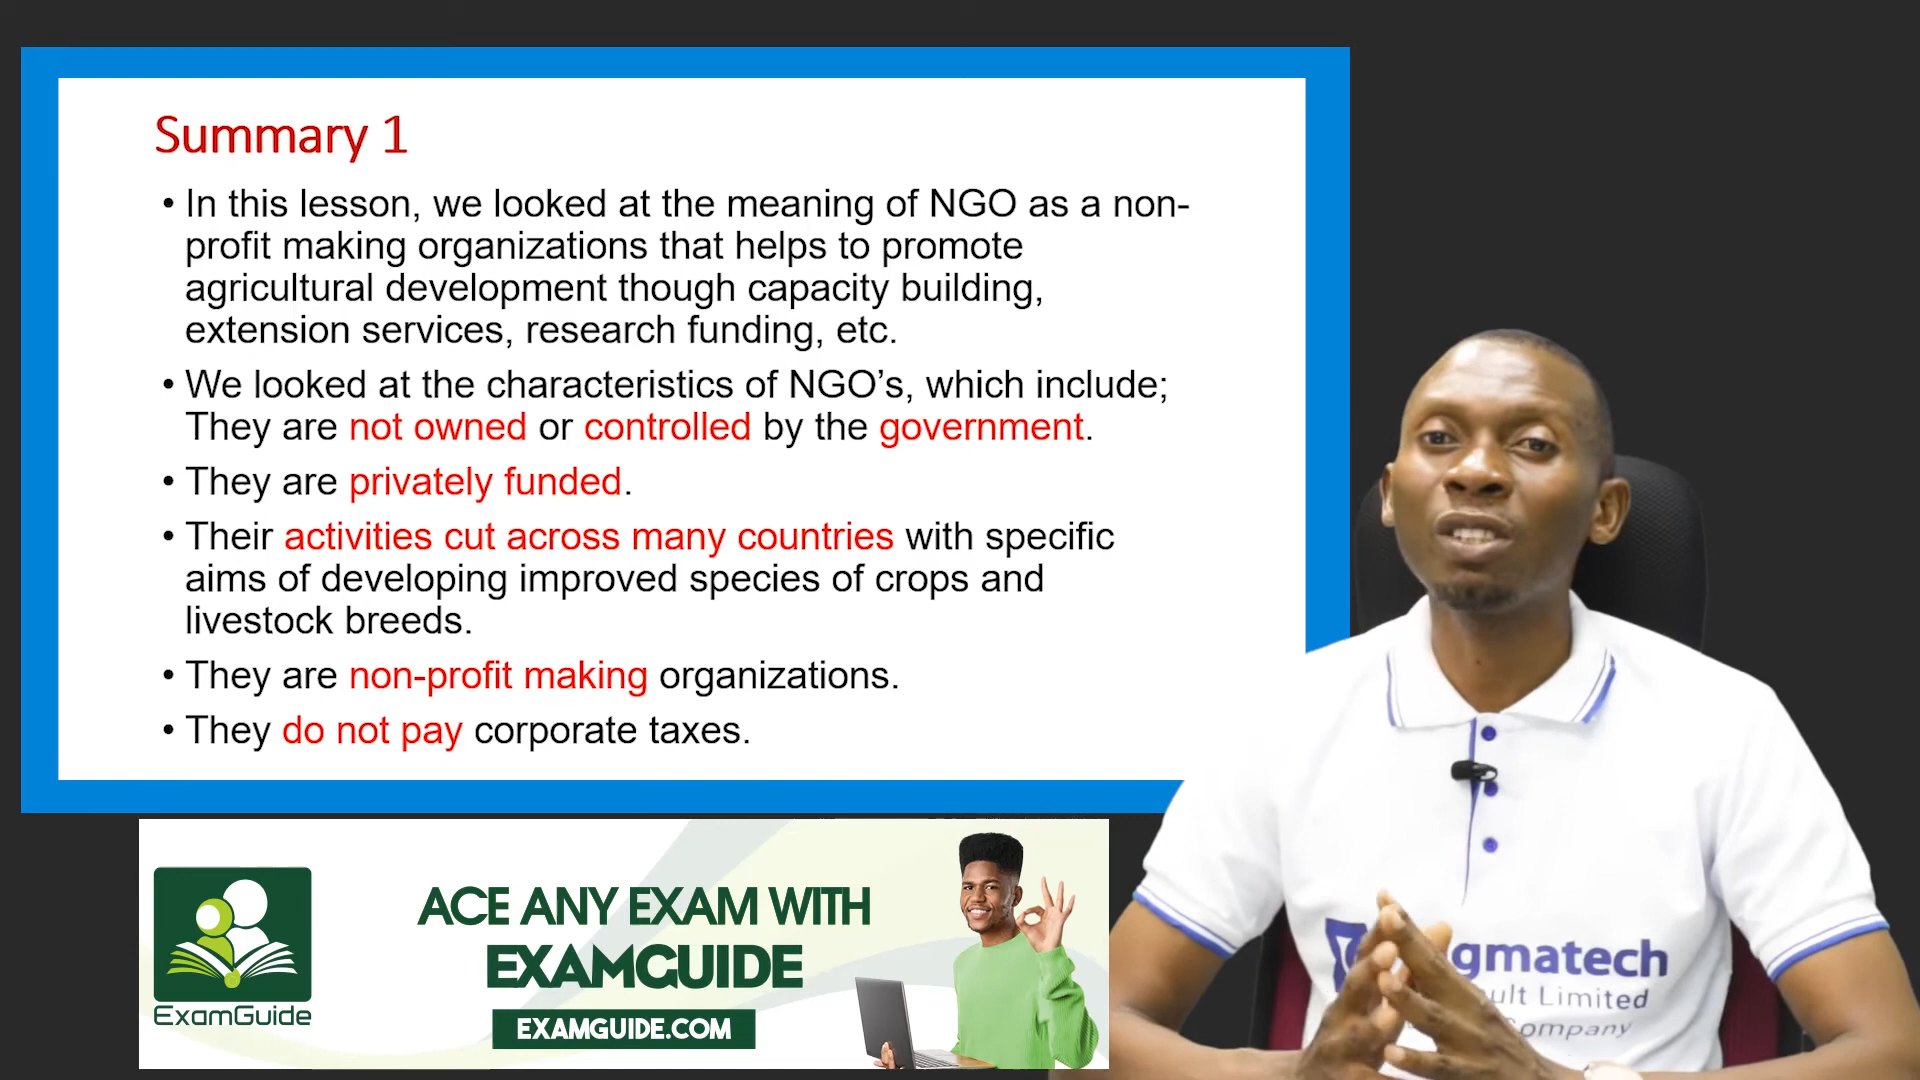 Summary 1
• In this lesson, we looked at the meaning of NGO as a non-
profit making organizations that helps to promote
agricultural development though capacity building,
extension services, research funding, etc.
• We looked at the characteristics of NGO’s, which include;
They are not owned or controlled by the government.
• They are privately funded.
• Their activities cut across many countries with specific
aims of developing improved species of crops and
livestock breeds.
• They are non-profit making organizations.
• They do not pay corporate taxes.
ExamGuide
ACE ANY EXAM WITH
EXAMGUIDE
EXAMGUIDE.COM
Limited